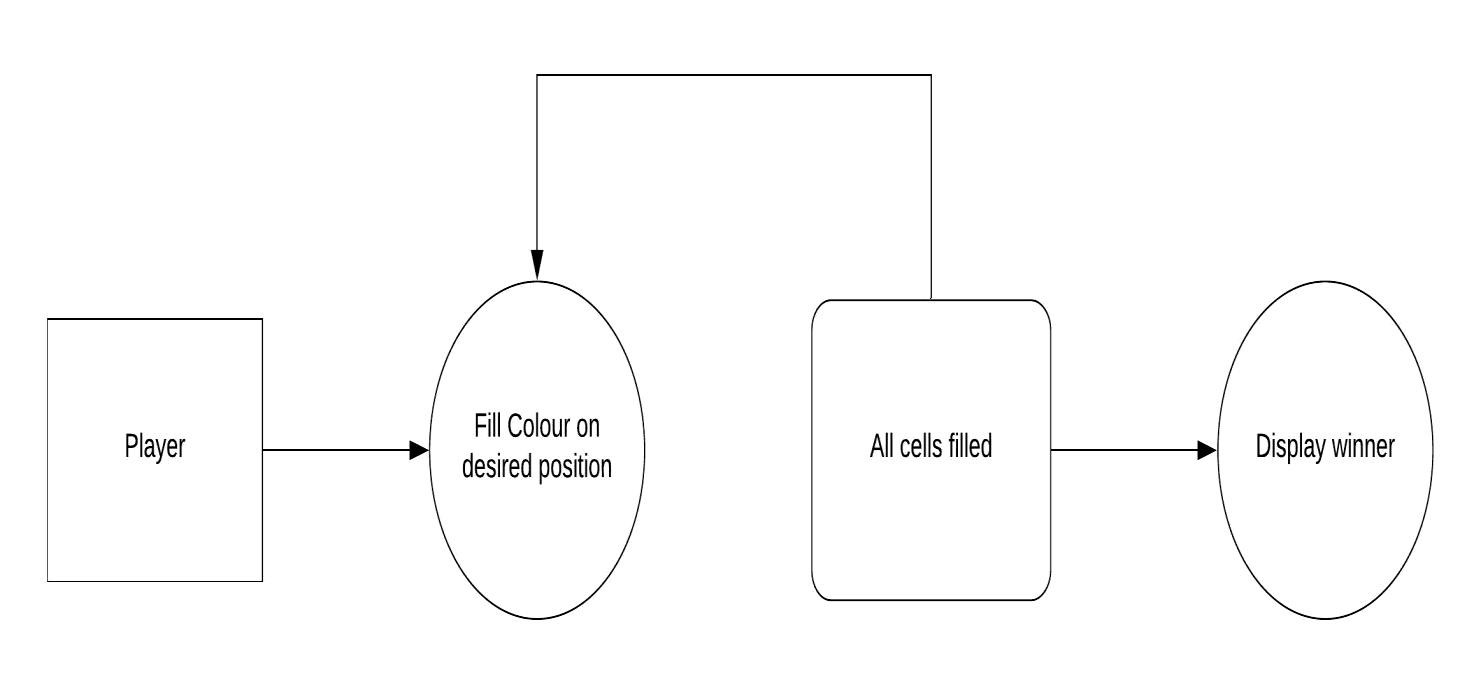 Player
Fill Colour on
desired position
All cells filled
Display winner